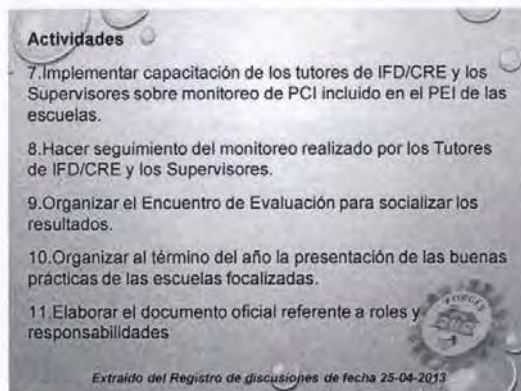 Actividades
7.Implementar capacitación de los tutores de IFD/CRE y los
Supervisores sobre monitoreo de PCI incluido en el PEI de las
escuelas.
8.Hacer seguimiento del monitoreo realizado por los Tutores
de IFD/CRE y los Supervisores.
9.Organizar el Encuentro de Evaluación para socializar los
resultados.
10.Organizar al término del año la presentación de las buenas
prácticas de las escuelas focalizadas.
11.Elaborar el documento oficial referente a roles y
responsabilidades
Extraído del Registro de discusiones de fecha 25-04-2013